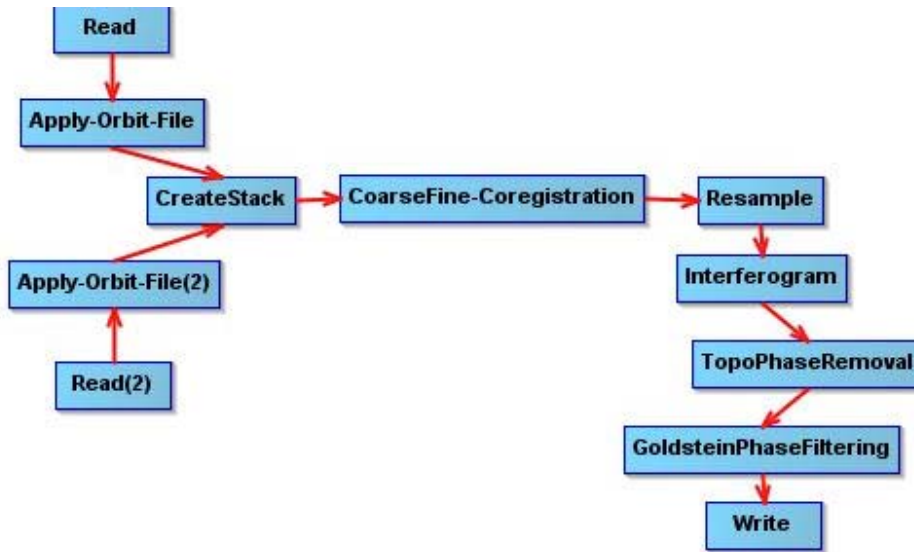 Read
Apply-Orbit-File
CreateStack
CoarseFine-Coregistration
Resample
Apply-Orbit-File(2)
Interferogram
Read(2)
TopoPhaseRemoval
GoldsteinPhaseFiltering
Write